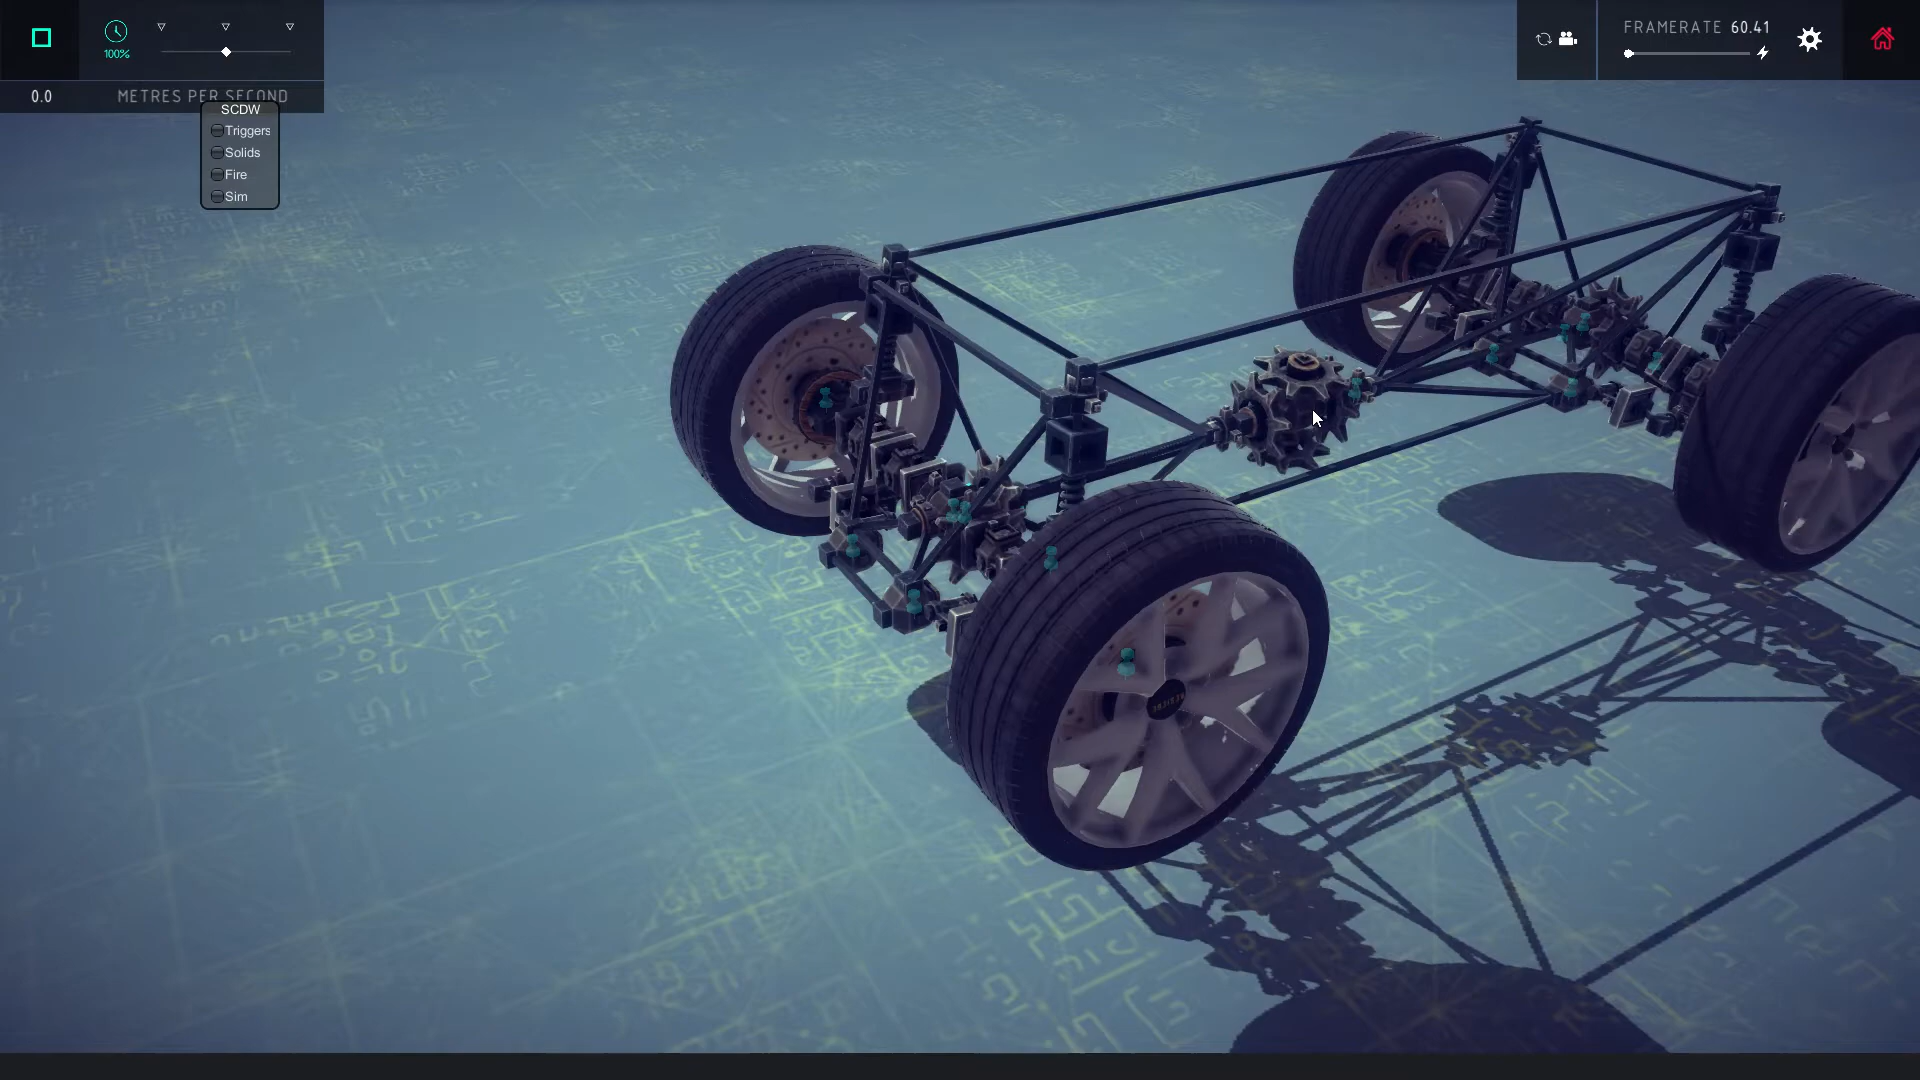 100%
FRAMERATE 60.41
0.0 METRES PER SECOND
SCDW
Triggers
Solids
Fire
Sim